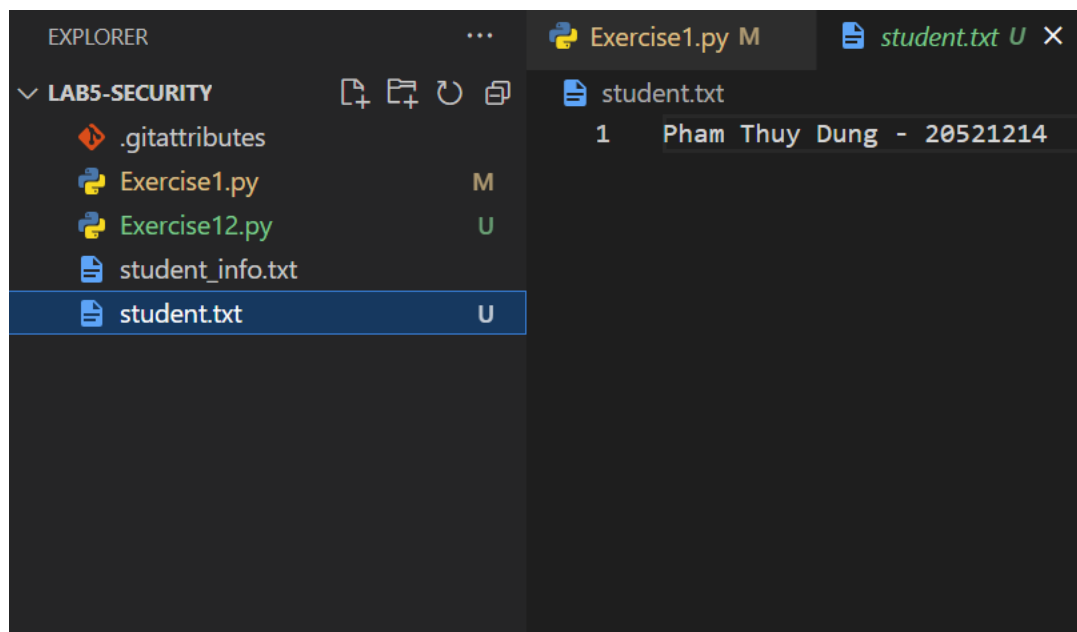 EXPLORER
LAB5-SECURITY
.gitattributes
Exercise1.py M
Exercise12.py U
student_info.txt
student.txt U
Exercise1.py M student.txt U
student.txt
1 Pham Thuy Dung - 20521214